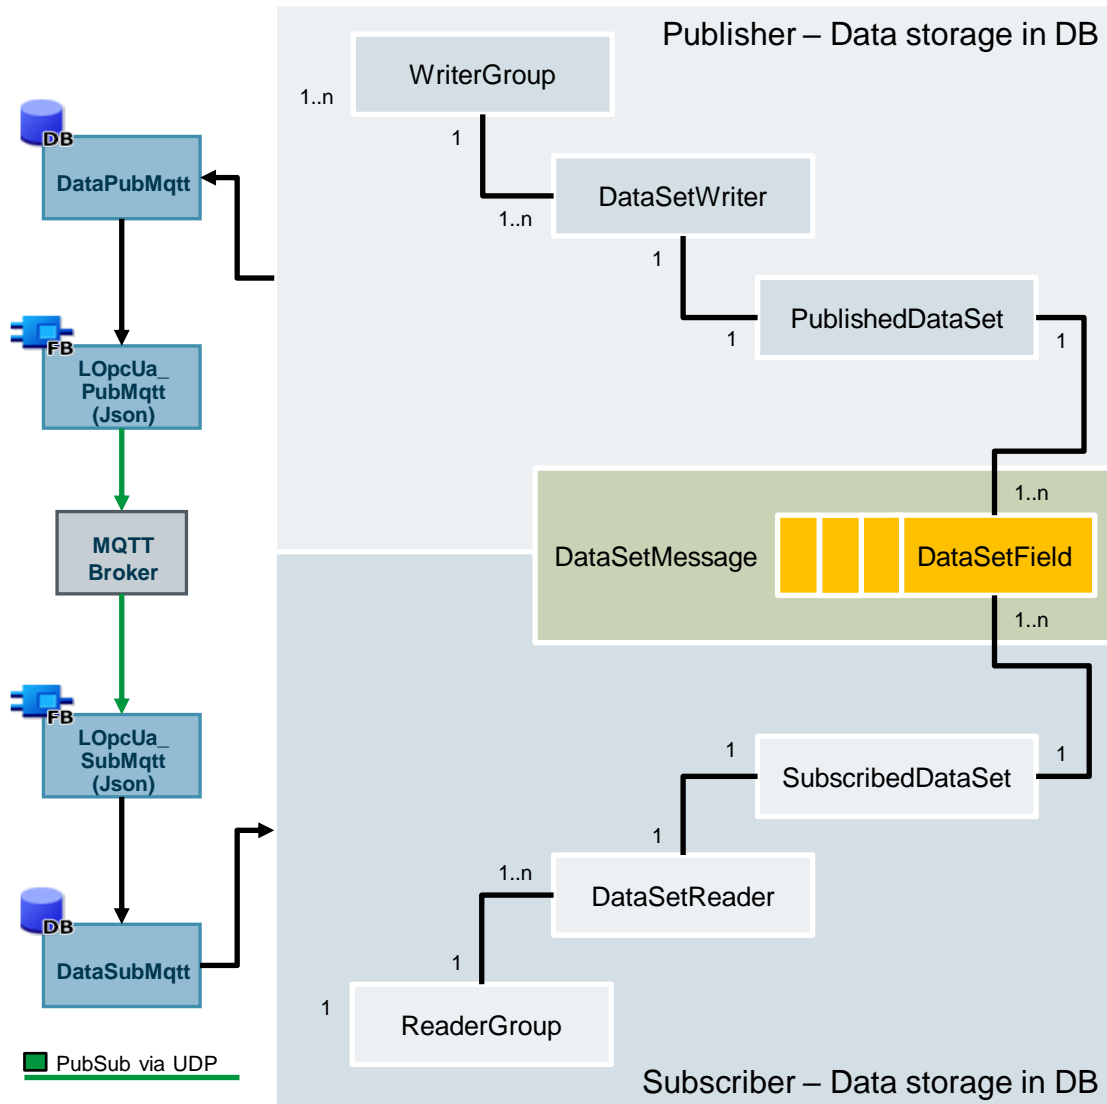 Publisher – Data storage in DB
WriterGroup
1..n
1
DB
DataPubMqtt
DataSetWriter
1..n
1
PublishedDataSet
1
1
FB
LOpcUa_
PubMqtt
(Json)
1..n
MQTT
Broker
DataSetMessage
DataSetField
1..n
FB
LOpcUa_
SubMqtt
(Json)
1
SubscribedDataSet
1
1
1..n
DataSetReader
DB
DataSubMqtt
1
1
ReaderGroup
PubSub via UDP
Subscriber – Data storage in DB